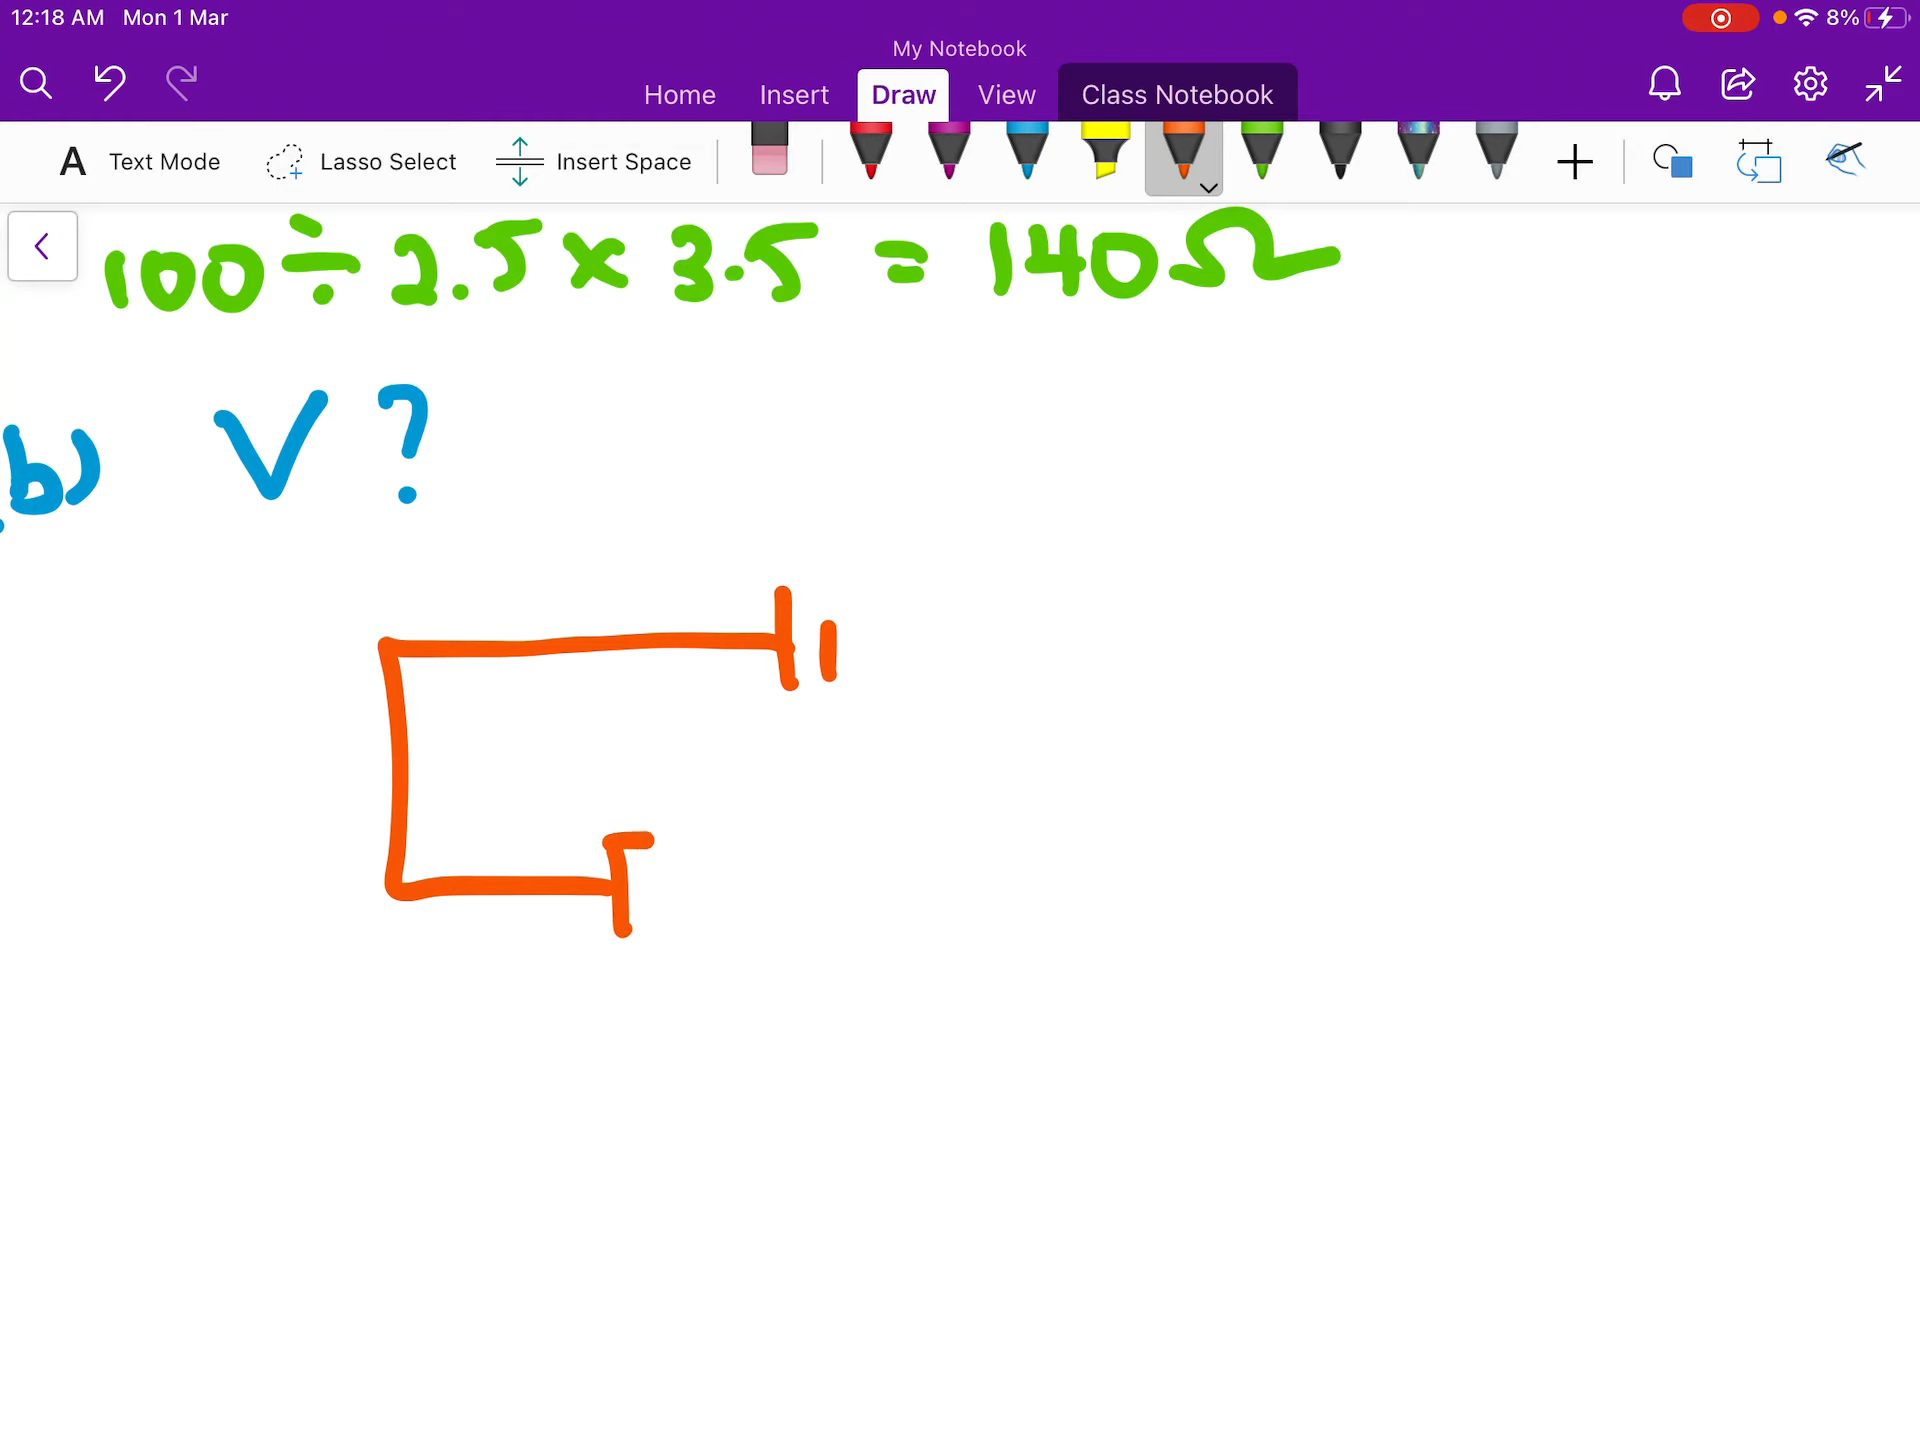 12:18 AM Mon 1 Mar 8%
My Notebook
Home Insert Draw View Class Notebook
A Text Mode Lasso Select Insert Space
100 ÷ 2.5 × 3.5 = 140Ω
b) V ?